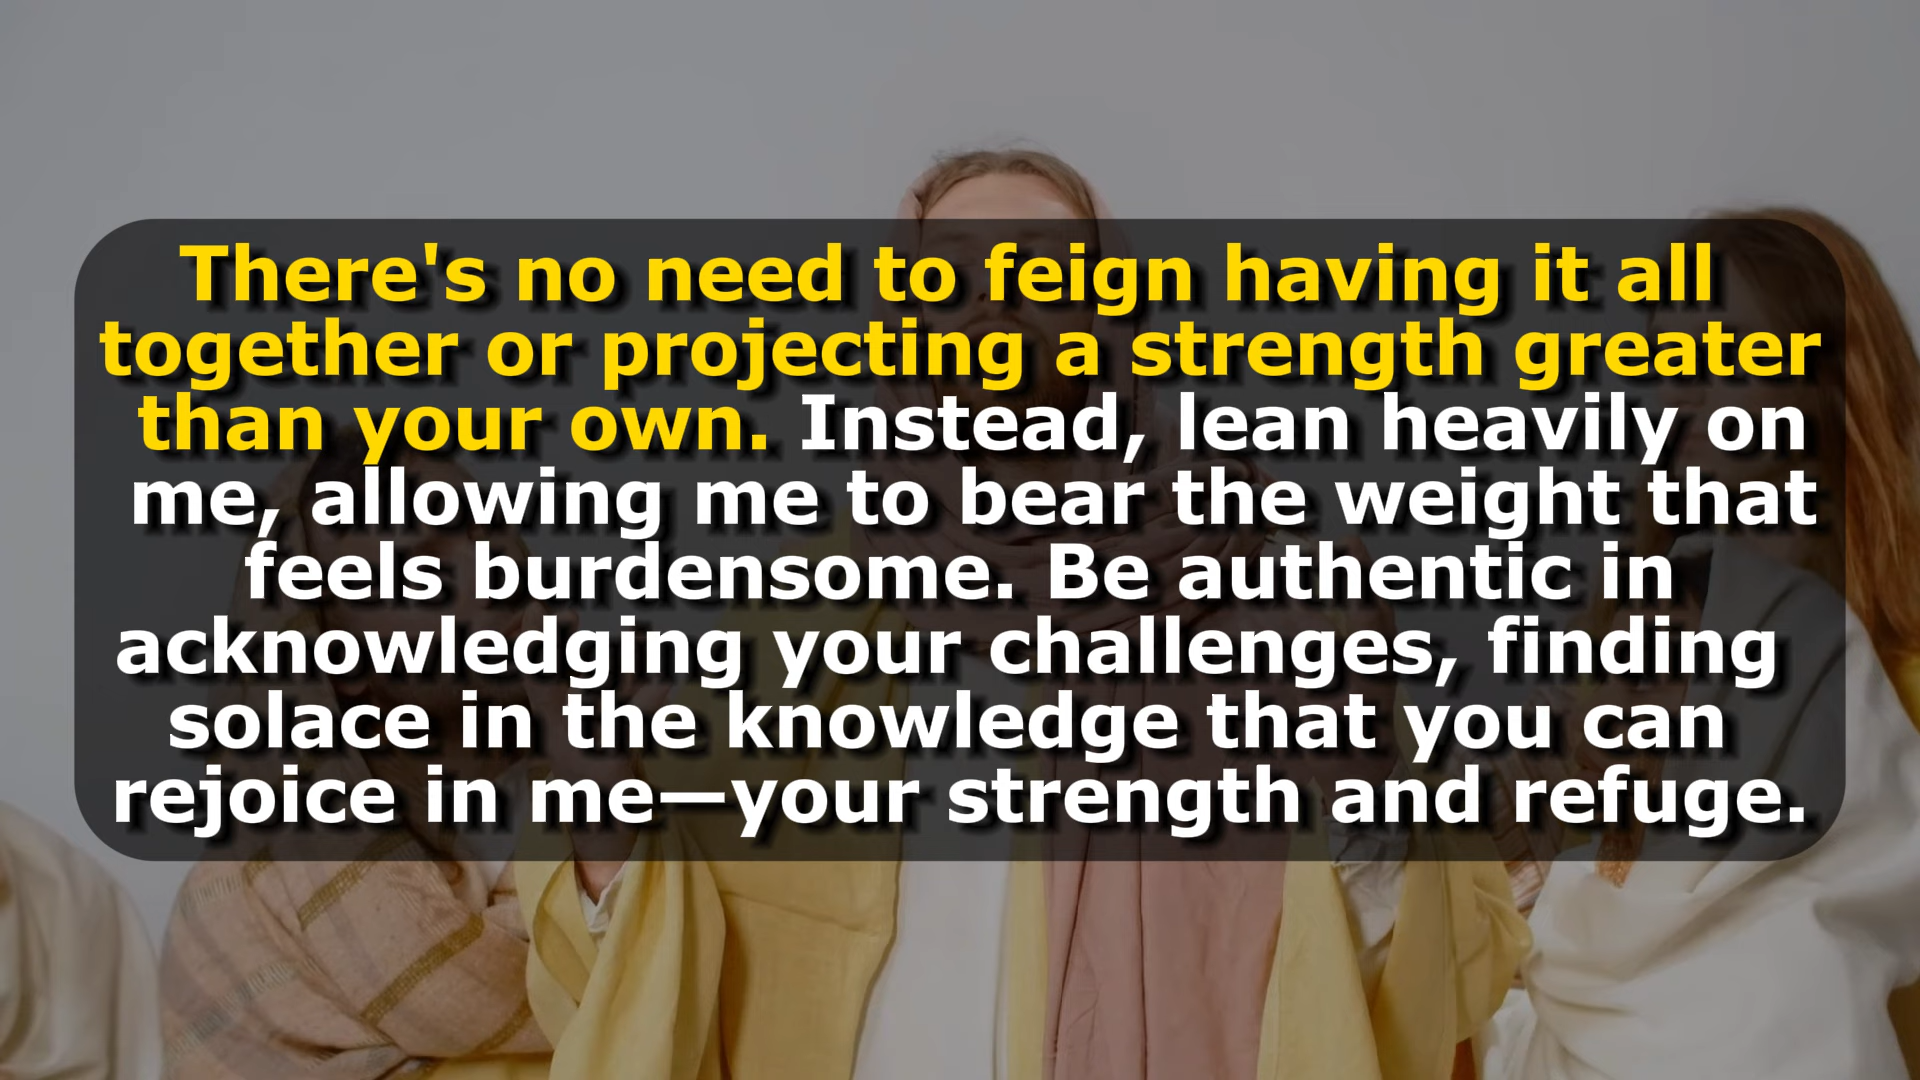 There's no need to feign having it all
together or projecting a strength greater
than your own. Instead, lean heavily on
me, allowing me to bear the weight that
feels burdensome. Be authentic in
acknowledging your challenges, finding
solace in the knowledge that you can
rejoice in me—your strength and refuge.